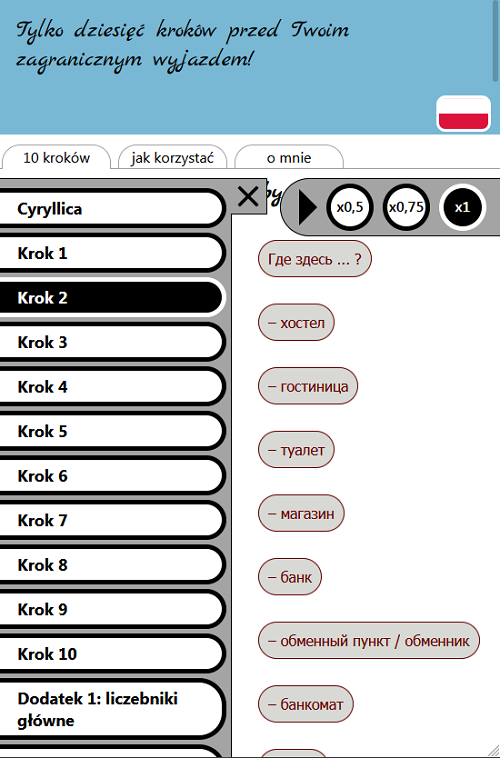 Tylko dziesięć kroków przed Twoim
zagranicznym wyjazdem!
10 kroków
jak korzystać
o mnie
x0,5
x0,75
x1
Cyryllica
Krok 1
Krok 2
Krok 3
Krok 4
Krok 5
Krok 6
Krok 7
Krok 8
Krok 9
Krok 10
Dodatek 1: liczebniki
główne
Где здесь ... ?
– хостел
– гостиница
– туалет
– магазин
– банк
– обменный пункт / обменник
– банкомат